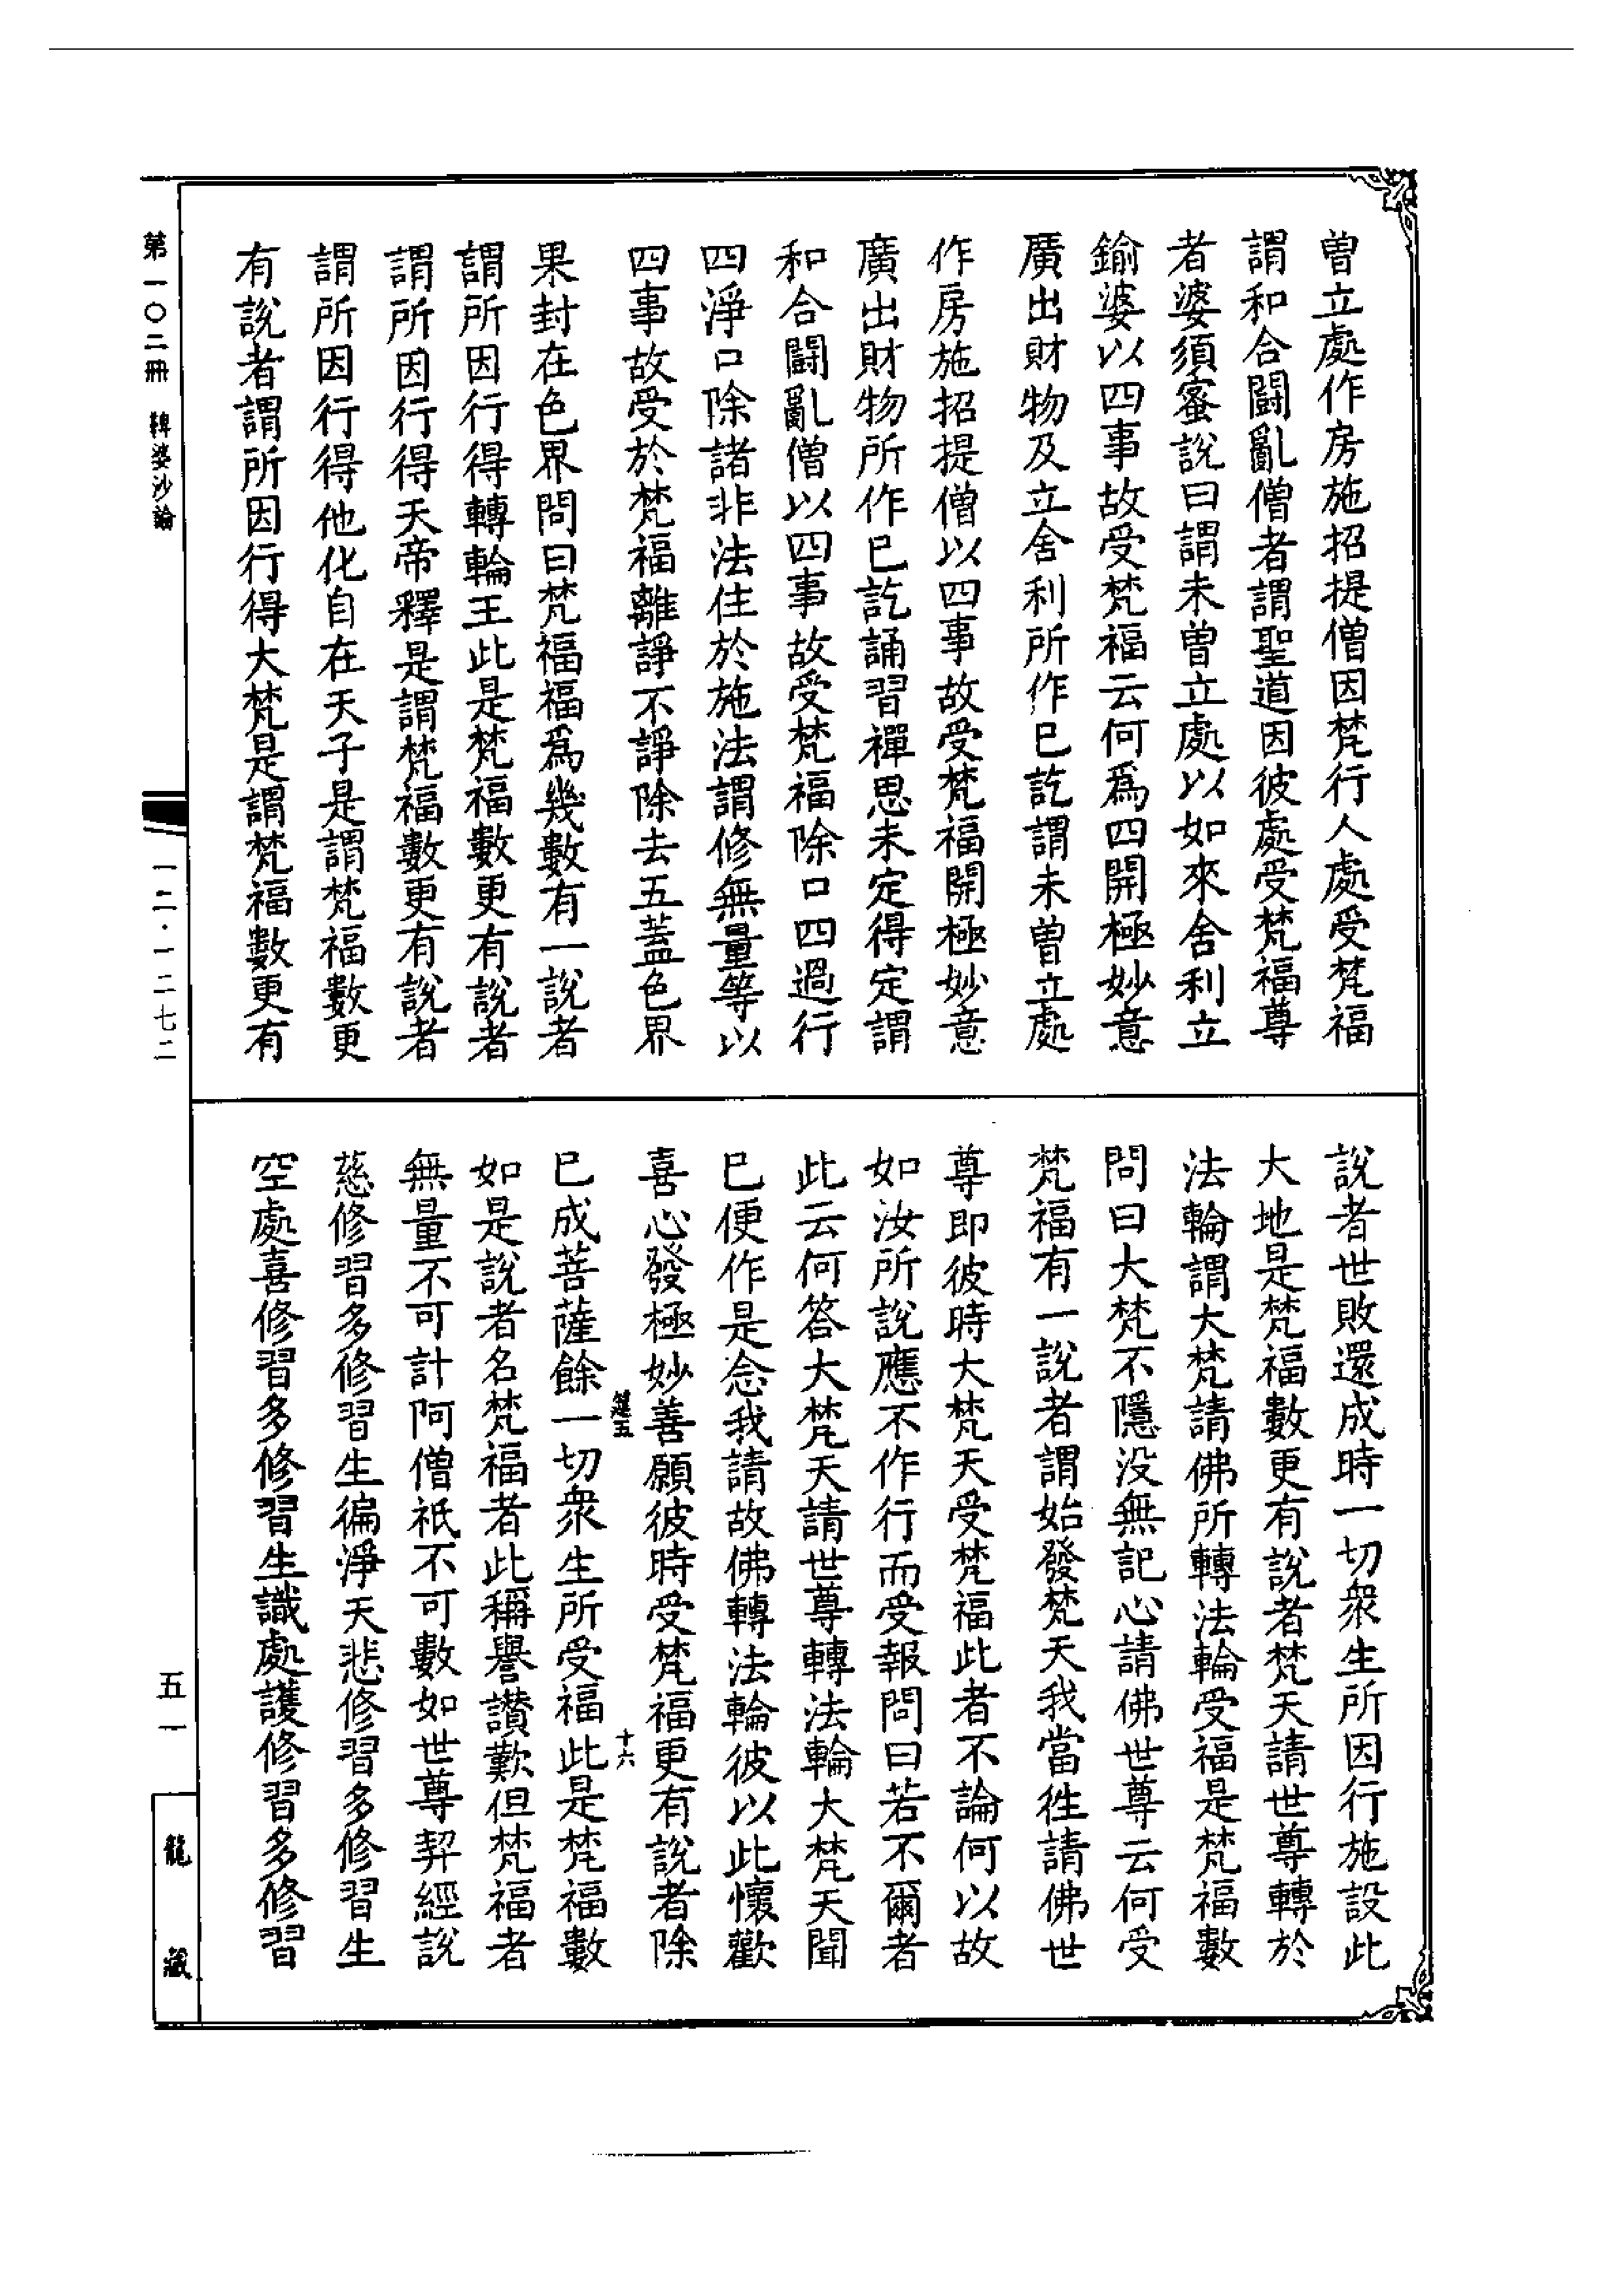 曾立處作房施招提僧因梵行人處受梵福
謂和合鬪亂僧者謂聖道因彼處受梵福尊
者婆須蜜說曰謂未曾立處以如來舍利立
鍮婆以四事故受梵福云何爲四開極妙意
廣出財物及立舍利所作已訖謂未曾立處
作房施招提僧以四事故受梵福開極妙意
廣出財物所作已訖誦習禪思未定得定謂
和合鬪亂僧以四事故受梵福除口四過行
四淨口除諸非法住於施法謂修無量等以
四事故受於梵福離諍不諍除去五蓋色界
果封在色界問曰梵福福爲幾數有一說者
謂所因行得轉輪王此是梵福數更有說者
謂所因行得天帝釋是謂梵福數更有說者
謂所因行得他化自在天子是謂梵福數更
有說者謂所因行得大梵是謂梵福數更有
說者世敗還成時一切衆生所因行施設此
大地是梵福數更有說者梵天請世尊轉於
法輪謂大梵請佛所轉法輪受福是梵福數
問曰大梵不隱没無記心請佛世尊云何受
梵福有一說者謂始發梵天我當徃請佛世
尊即彼時大梵天受梵福此者不論何以故
如汝所說應不作行而受報問曰若不爾者
此云何答大梵天請世尊轉法輪大梵天聞
已便作是念我請故佛轉法輪彼以此懷歡
喜心發極妙善願彼時受梵福更有說者除
已成菩薩餘一切衆生所受福此是梵福數
如是說者名梵福者此稱譽讃歎但梵福者
無量不可計阿僧祇不可數如世尊契經說
慈修習多修習生徧淨天悲修習多修習生
空處喜修習多修習生識處護修習多修習
第一〇二冊 鞞婆沙論
一二·一二七二
五一
龍藏
十六